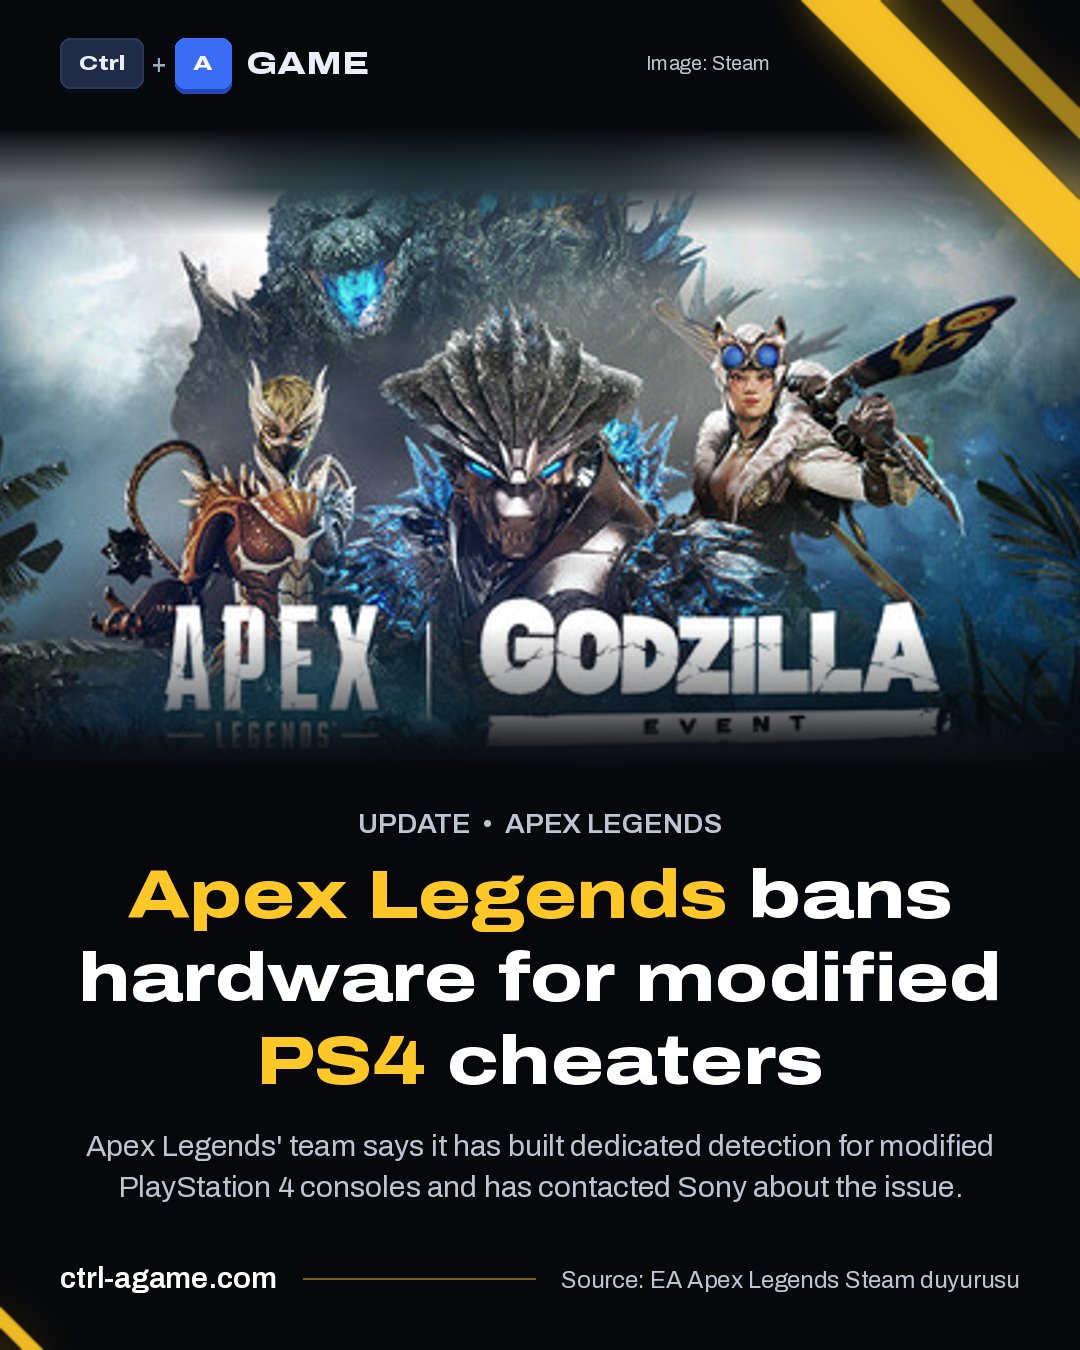 Ctrl + A GAME
Image: Steam
APEX
LEGENDS
GODZILLA
EVENT
UPDATE • APEX LEGENDS
Apex Legends bans
hardware for modified
PS4 cheaters
Apex Legends' team says it has built dedicated detection for modified
PlayStation 4 consoles and has contacted Sony about the issue.
ctrl-agame.com
Source: EA Apex Legends Steam duyurusu